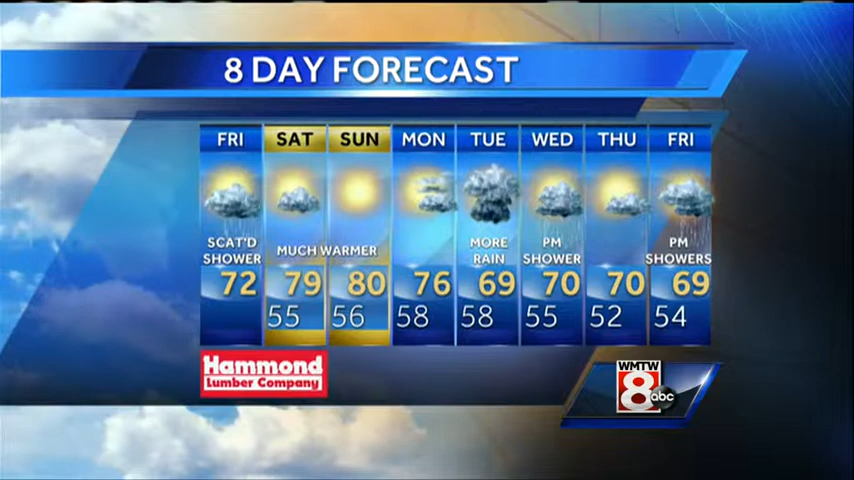 8 DAY FORECAST
FRI SAT SUN MON TUE WED THU FRI
SCAT'D SHOWER MUCH WARMER MORE RAIN PM SHOWER PM SHOWERS
72 79 80 76 69 70 70 69
55 56 58 58 55 52 54
Hammond
Lumber Company
WMTW
8 abc